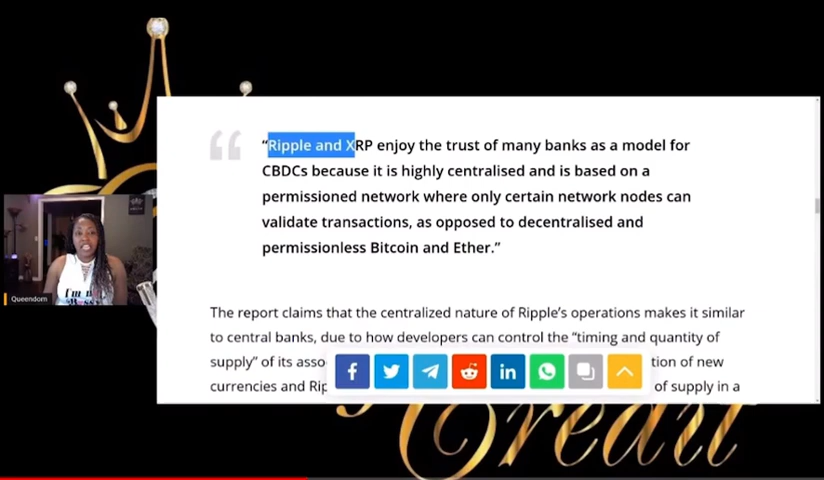 “Ripple and XRP enjoy the trust of many banks as a model for
CBDCs because it is highly centralised and is based on a
permissioned network where only certain network nodes can
validate transactions, as opposed to decentralised and
permissionless Bitcoin and Ether.”
Queendom
The report claims that the centralized nature of Ripple’s operations makes it similar
to central banks, due to how developers can control the “timing and quantity of
supply” of its asso tion of new
currencies and Rip of supply in a
Credit